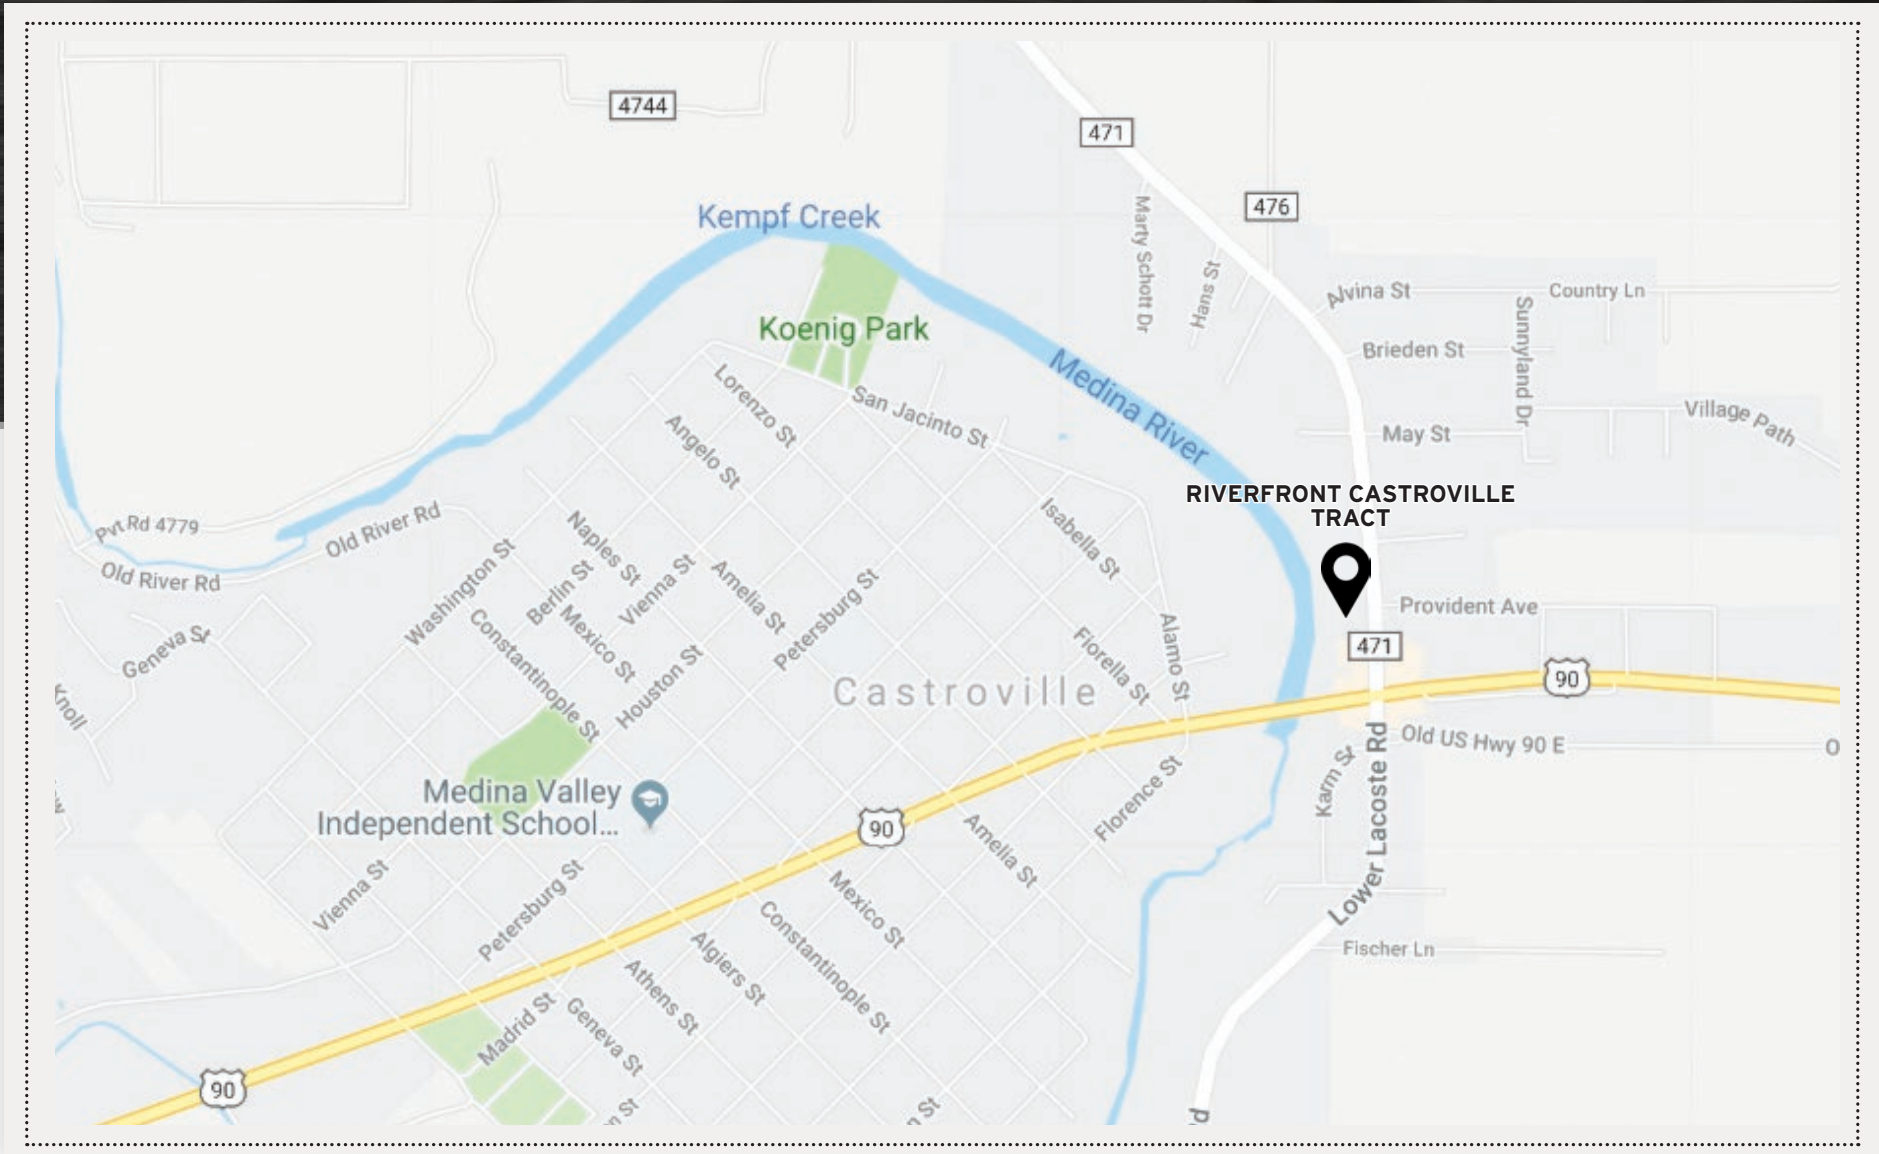 4744
471
476
Kempf Creek
Marty Schott Dr
Hans St
Alvina St
Country Ln
Sunnyland Dr
Koenig Park
Brieden St
Medina River
Lorenzo St
San Jacinto St
Village Path
May St
Angelo St
RIVERFRONT CASTROVILLE
TRACT
Pvt Rd 4779
Old River Rd
Old River Rd
Isabella St
Naples St
Washington St
Berlin St
Vienna St
Amelia St
Petersburg St
Provident Ave
Constantinople St
Mexico St
Geneva St
Alamo St
Fiorella St
471
Houston St
Castroville
90
Knoll
Old US Hwy 90 E
O
Karm St
Lower Lacoste Rd
Florence St
Medina Valley
Independent School...
90
Amelia St
Vienna St
Petersburg St
Mexico St
Constantinople St
Algiers St
Fischer Ln
Athens St
Madrid St
Geneva St
90
n St
n St
d